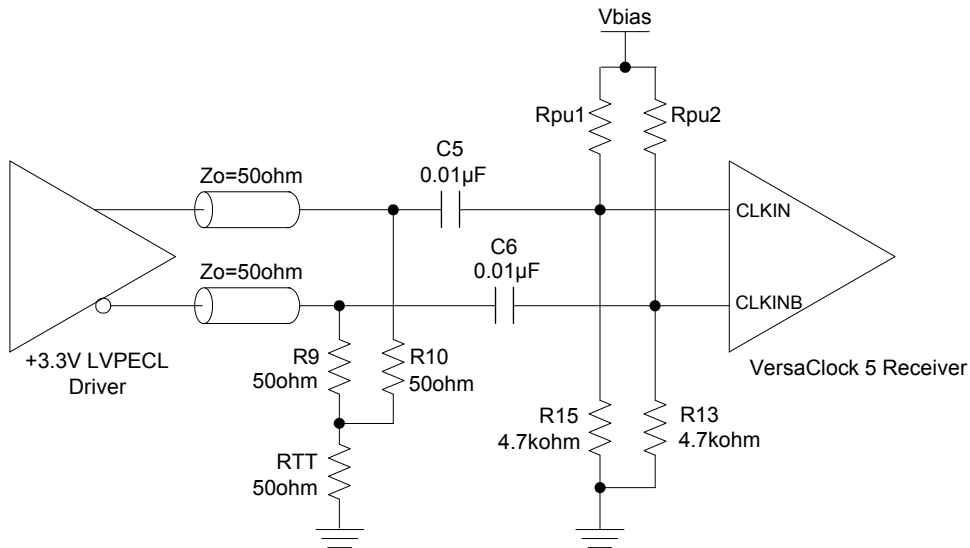 Vbias
Rpu1
Rpu2
C5
0.01µF
Zo=50ohm
CLKIN
C6
0.01µF
Zo=50ohm
CLKINB
+3.3V LVPECL
Driver
R9
50ohm
R10
50ohm
VersaClock 5 Receiver
R15
4.7kohm
R13
4.7kohm
RTT
50ohm